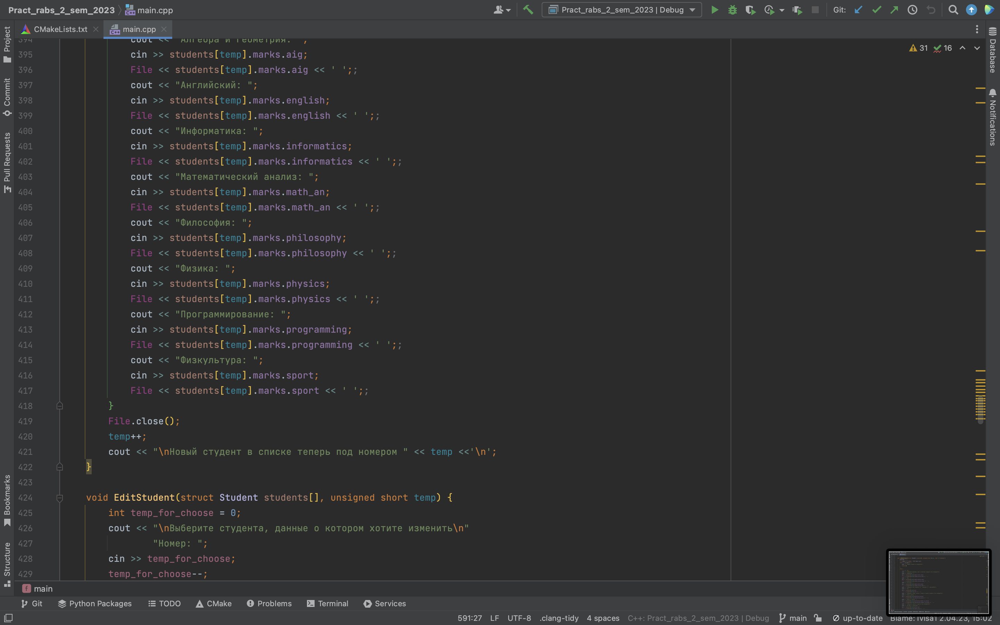 Pract_rabs_2_sem_2023 main.cpp
Pract_rabs_2_sem_2023 | Debug
Git:
CMakeLists.txt
main.cpp
Project
Commit
Pull Requests
Bookmarks
Structure
Database
Notifications
31 16
394 cout << "Алгебра и геометрия: ";
395 cin >> students[temp].marks.aig;
396 File << students[temp].marks.aig << ' ';;
397 cout << "Английский: ";
398 cin >> students[temp].marks.english;
399 File << students[temp].marks.english << ' ';;
400 cout << "Информатика: ";
401 cin >> students[temp].marks.informatics;
402 File << students[temp].marks.informatics << ' ';;
403 cout << "Математический анализ: ";
404 cin >> students[temp].marks.math_an;
405 File << students[temp].marks.math_an << ' ';;
406 cout << "Философия: ";
407 cin >> students[temp].marks.philosophy;
408 File << students[temp].marks.philosophy << ' ';;
409 cout << "Физика: ";
410 cin >> students[temp].marks.physics;
411 File << students[temp].marks.physics << ' ';;
412 cout << "Программирование: ";
413 cin >> students[temp].marks.programming;
414 File << students[temp].marks.programming << ' ';;
415 cout << "Физкультура: ";
416 cin >> students[temp].marks.sport;
417 File << students[temp].marks.sport << ' ';;
418 }
419 File.close();
420 temp++;
421 cout << "\nНовый студент в списке теперь под номером " << temp <<'\n';
422 }
423
424 void EditStudent(struct Student students[], unsigned short temp) {
425 int temp_for_choose = 0;
426 cout << "\nВыберите студента, данные о котором хотите изменить\n"
427 "Номер: ";
428 cin >> temp_for_choose;
429 temp_for_choose--;
f main
Git Python Packages TODO CMake Problems Terminal Services
591:27 LF UTF-8 .clang-tidy 4 spaces C++: Pract_rabs_2_sem_2023 | Debug main up-to-date Blame: 2.04.23, 15:02